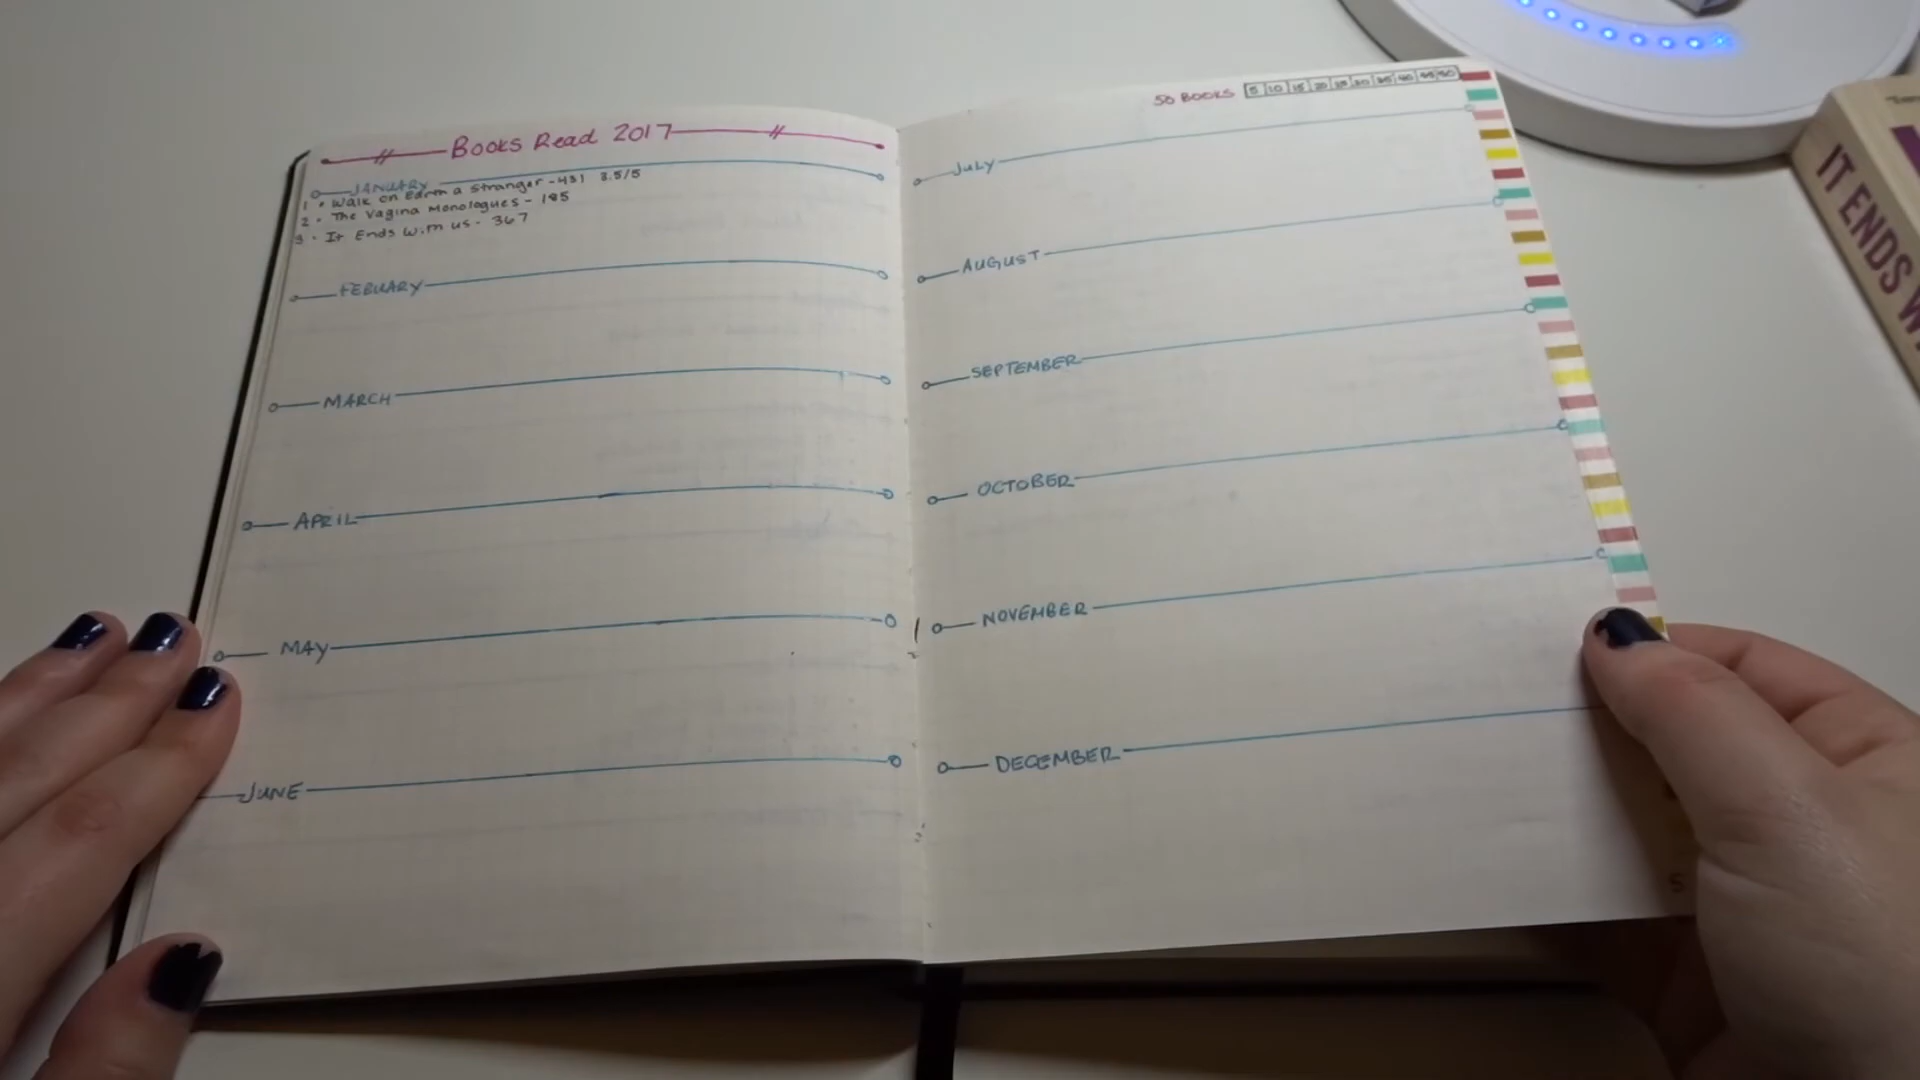 Books Read 2017
JANUARY
1 • Walk on Earth a Stranger - 431 3.5/5
2 • The Vagina Monologues - 185
3 • It Ends With us - 367
FEBUARY
MARCH
APRIL
MAY
JUNE
50 BOOKS 5 10 15 20 25 30 35 40 45 50
JULY
AUGUST
SEPTEMBER
OCTOBER
NOVEMBER
DECEMBER
5
IT ENDS W